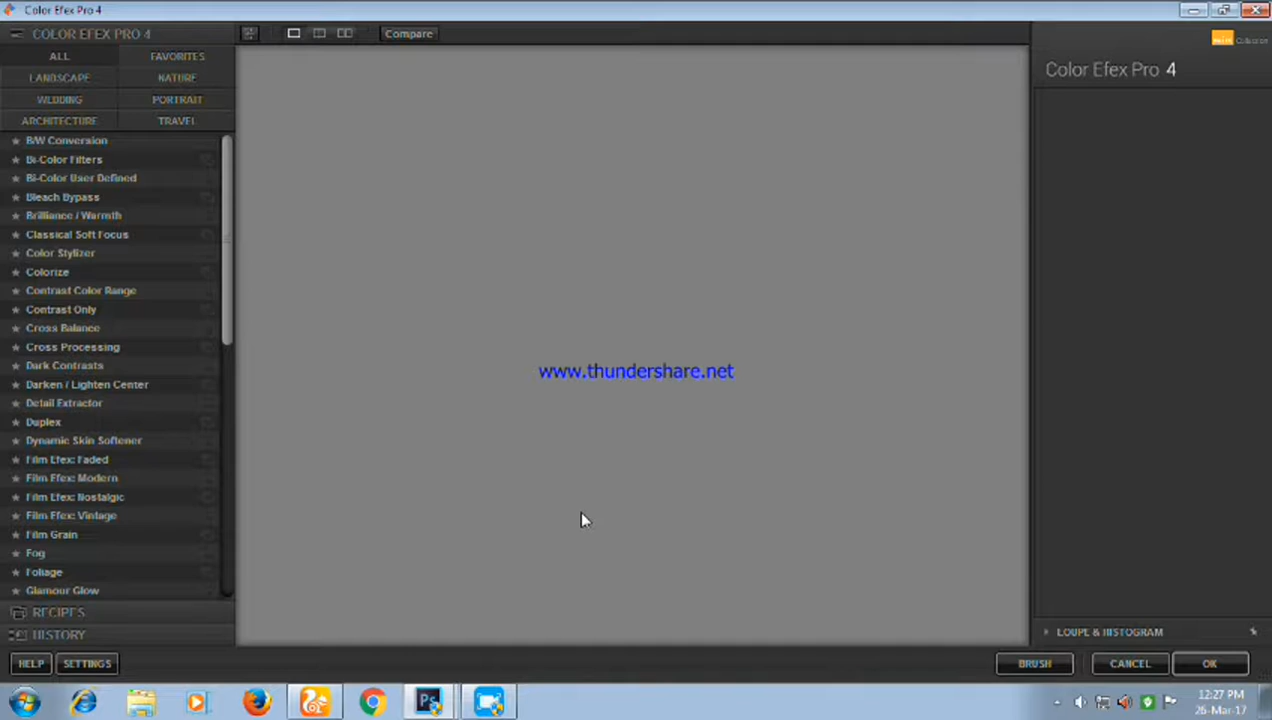 Color Efex Pro 4
COLOR EFEX PRO 4
Compare
ALL
FAVORITES
LANDSCAPE
NATURE
WEDDING
PORTRAIT
ARCHITECTURE
TRAVEL
B/W Conversion
Bi-Color Filters
Bi-Color User Defined
Bleach Bypass
Brilliance / Warmth
Classical Soft Focus
Color Stylizer
Colorize
Contrast Color Range
Contrast Only
Cross Balance
Cross Processing
Dark Contrasts
Darken / Lighten Center
Detail Extractor
Duplex
Dynamic Skin Softener
Film Efex: Faded
Film Efex: Modern
Film Efex: Nostalgic
Film Efex: Vintage
Film Grain
Fog
Foliage
Glamour Glow
RECIPES
HISTORY
HELP
SETTINGS
www.thundershare.net
Collection
Color Efex Pro 4
LOUPE & HISTOGRAM
BRUSH
CANCEL
OK
Ps
12:27 PM
26-Mar-17